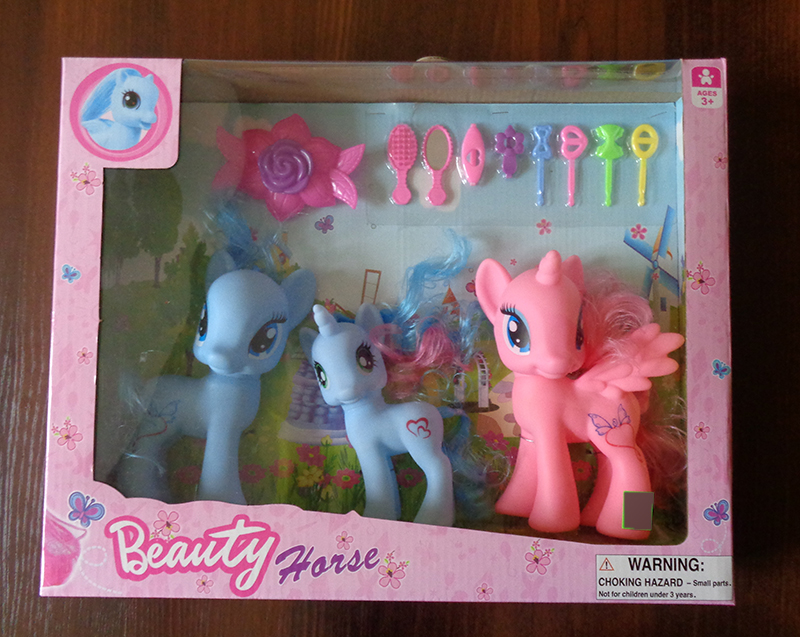 AGES
3+
Beauty
Horse
WARNING:
CHOKING HAZARD – Small parts.
Not for children under 3 years.